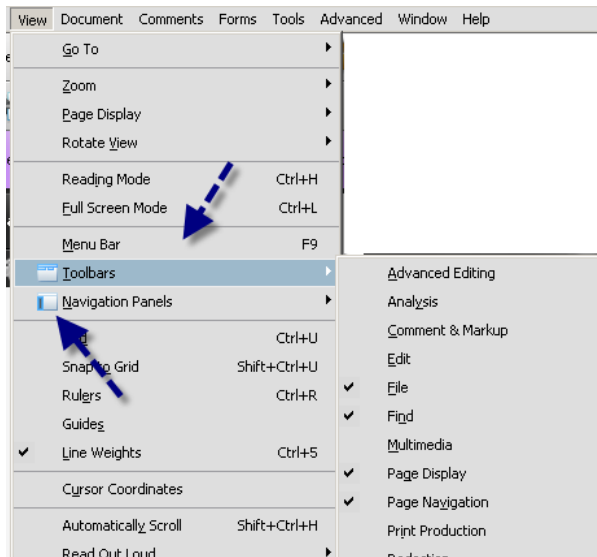 View Document Comments Forms Tools Advanced Window Help
Go To
Zoom
Page Display
Rotate View
Reading Mode Ctrl+H
Full Screen Mode Ctrl+L
Menu Bar F9
Toolbars
Navigation Panels
Ctrl+U
Snap to Grid Shift+Ctrl+U
Rulers Ctrl+R
Guides
Line Weights Ctrl+5
Cursor Coordinates
Automatically Scroll Shift+Ctrl+H
Read Out Loud
Advanced Editing
Analysis
Comment & Markup
Edit
File
Find
Multimedia
Page Display
Page Navigation
Print Production
Redaction